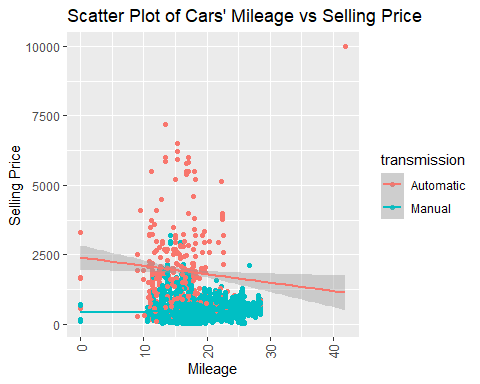 Scatter Plot of Cars' Mileage vs Selling Price
10000
7500
5000
2500
0
Selling Price
0
10
20
30
40
Mileage
transmission
Automatic
Manual